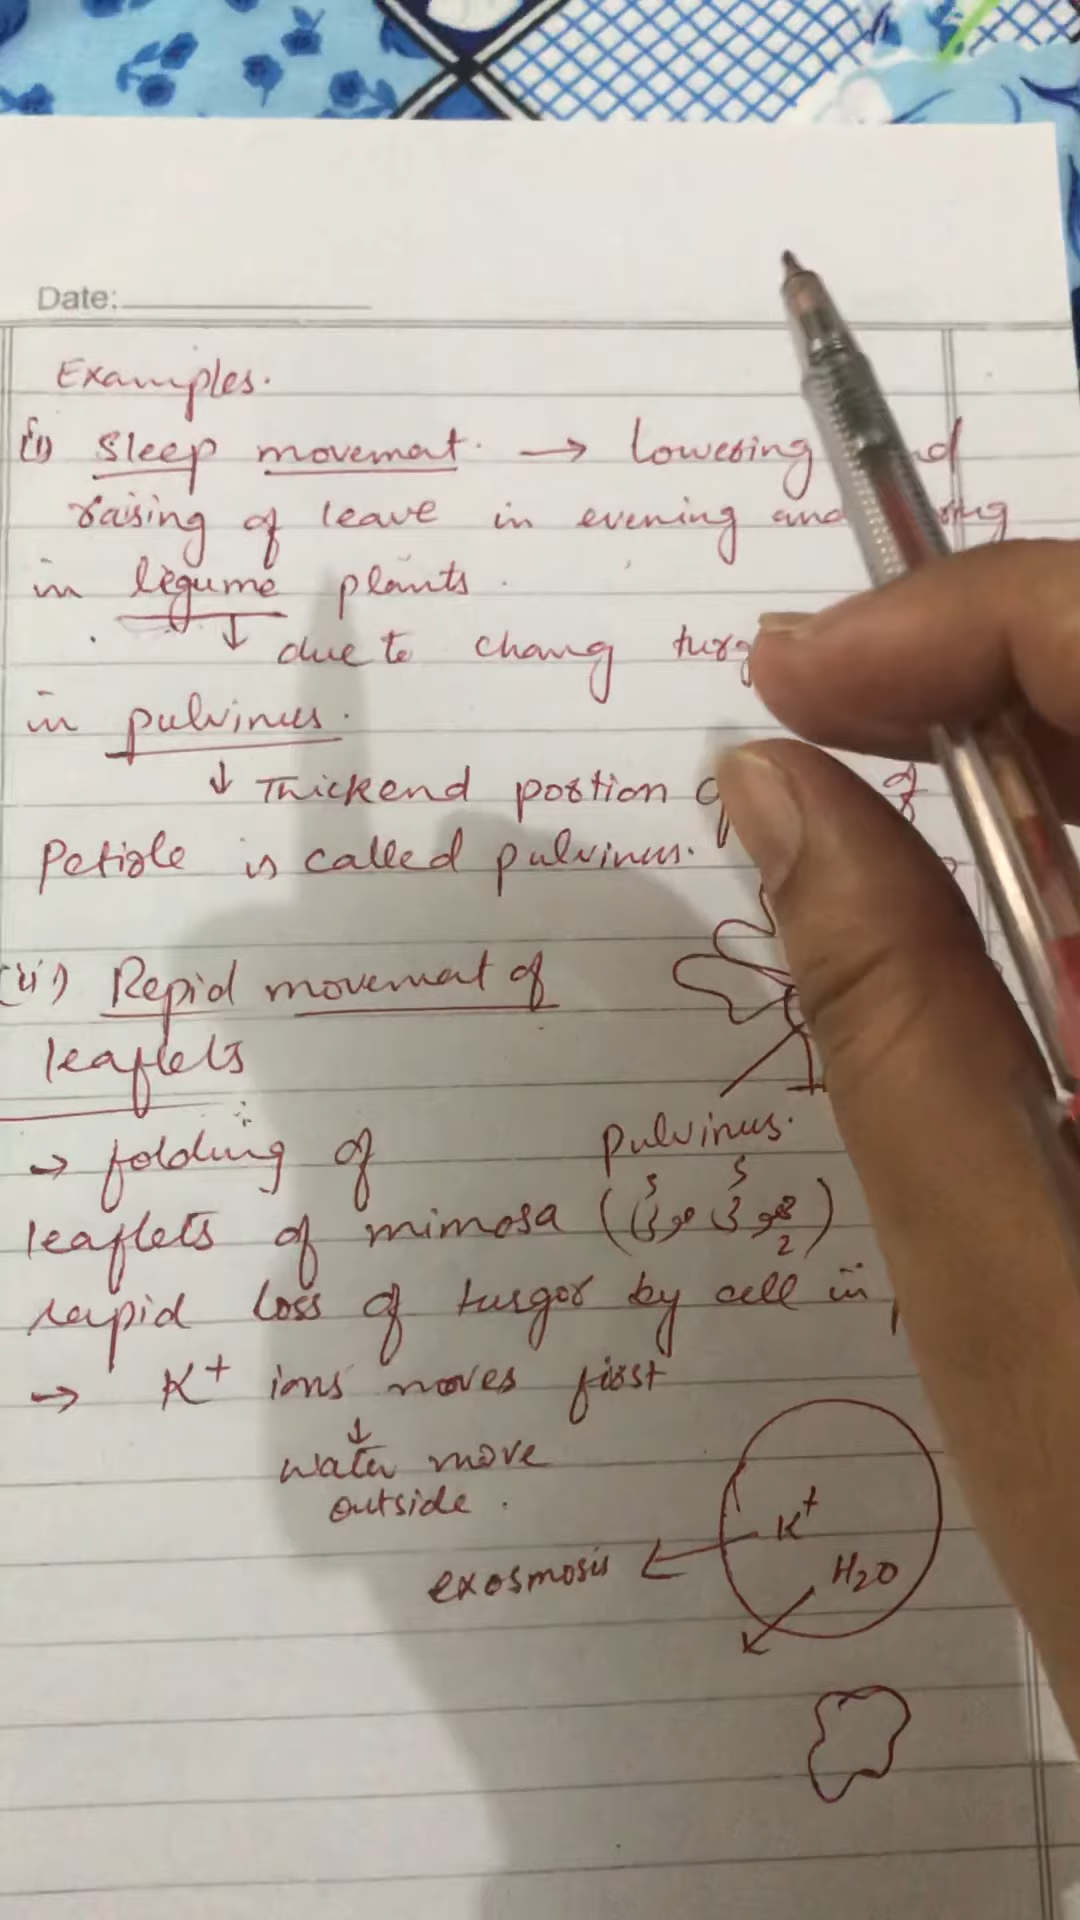 Date:
Examples.
(i) Sleep movemat. → lowering
raising of leave in evening and
in legume plants.
↓ due to chang
in pulvinus.
↓ Thickend portion
Petiole is called pulvinus.
(ii) Repid movemat of
leaflets
→ folding of
pulvinus.
leaflets of mimosa
rapid loss of turgor by cell in
→ K+ ions moves first
↓
water move
outside.
K+
exosmosis
H2O